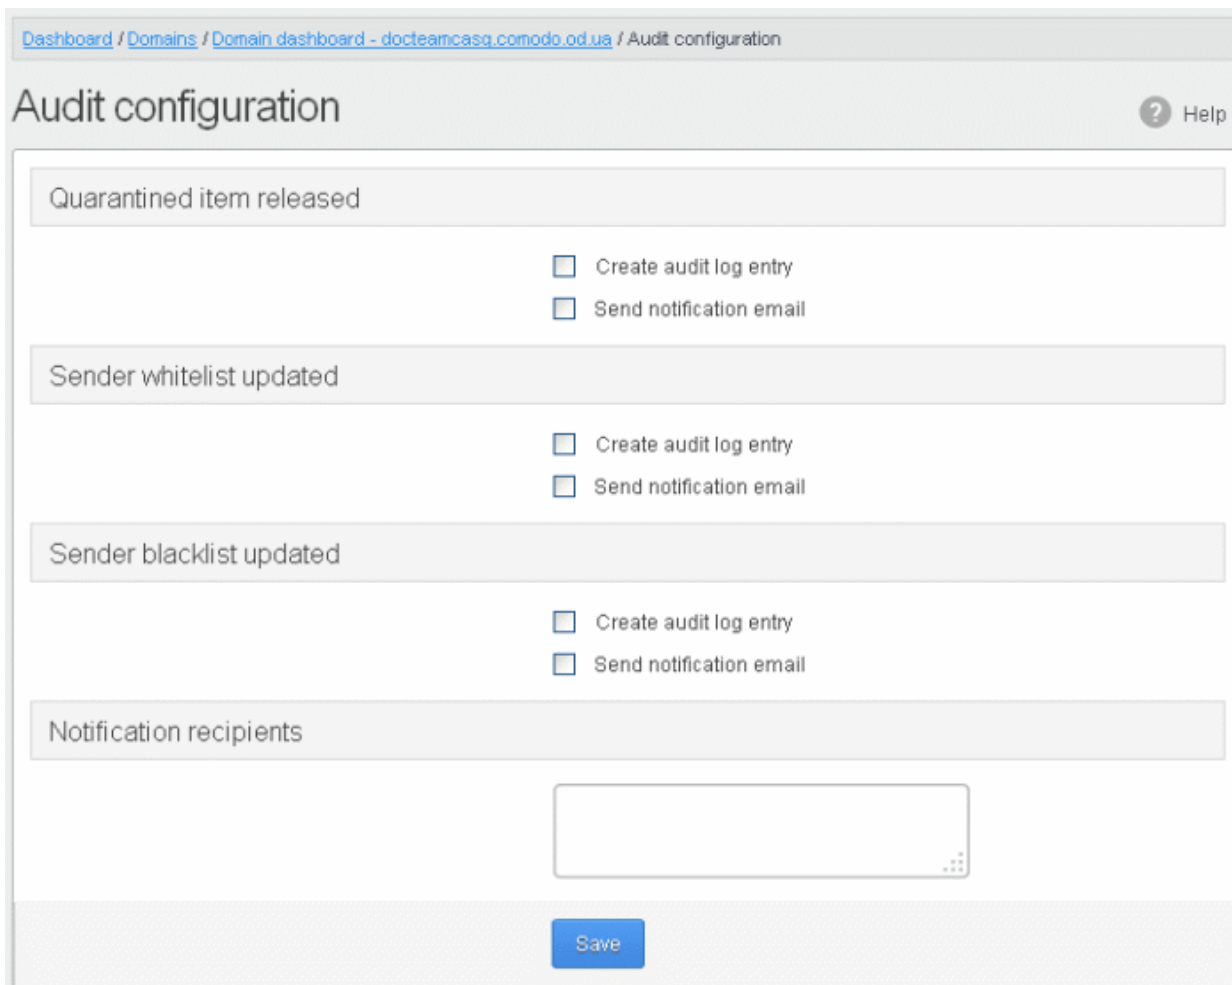 Dashboard / Domains / Domain dashboard - docteamcasg.comodo.od.ua / Audit configuration
Audit configuration
? Help
Quarantined item released
Create audit log entry
Send notification email
Sender whitelist updated
Create audit log entry
Send notification email
Sender blacklist updated
Create audit log entry
Send notification email
Notification recipients
Save